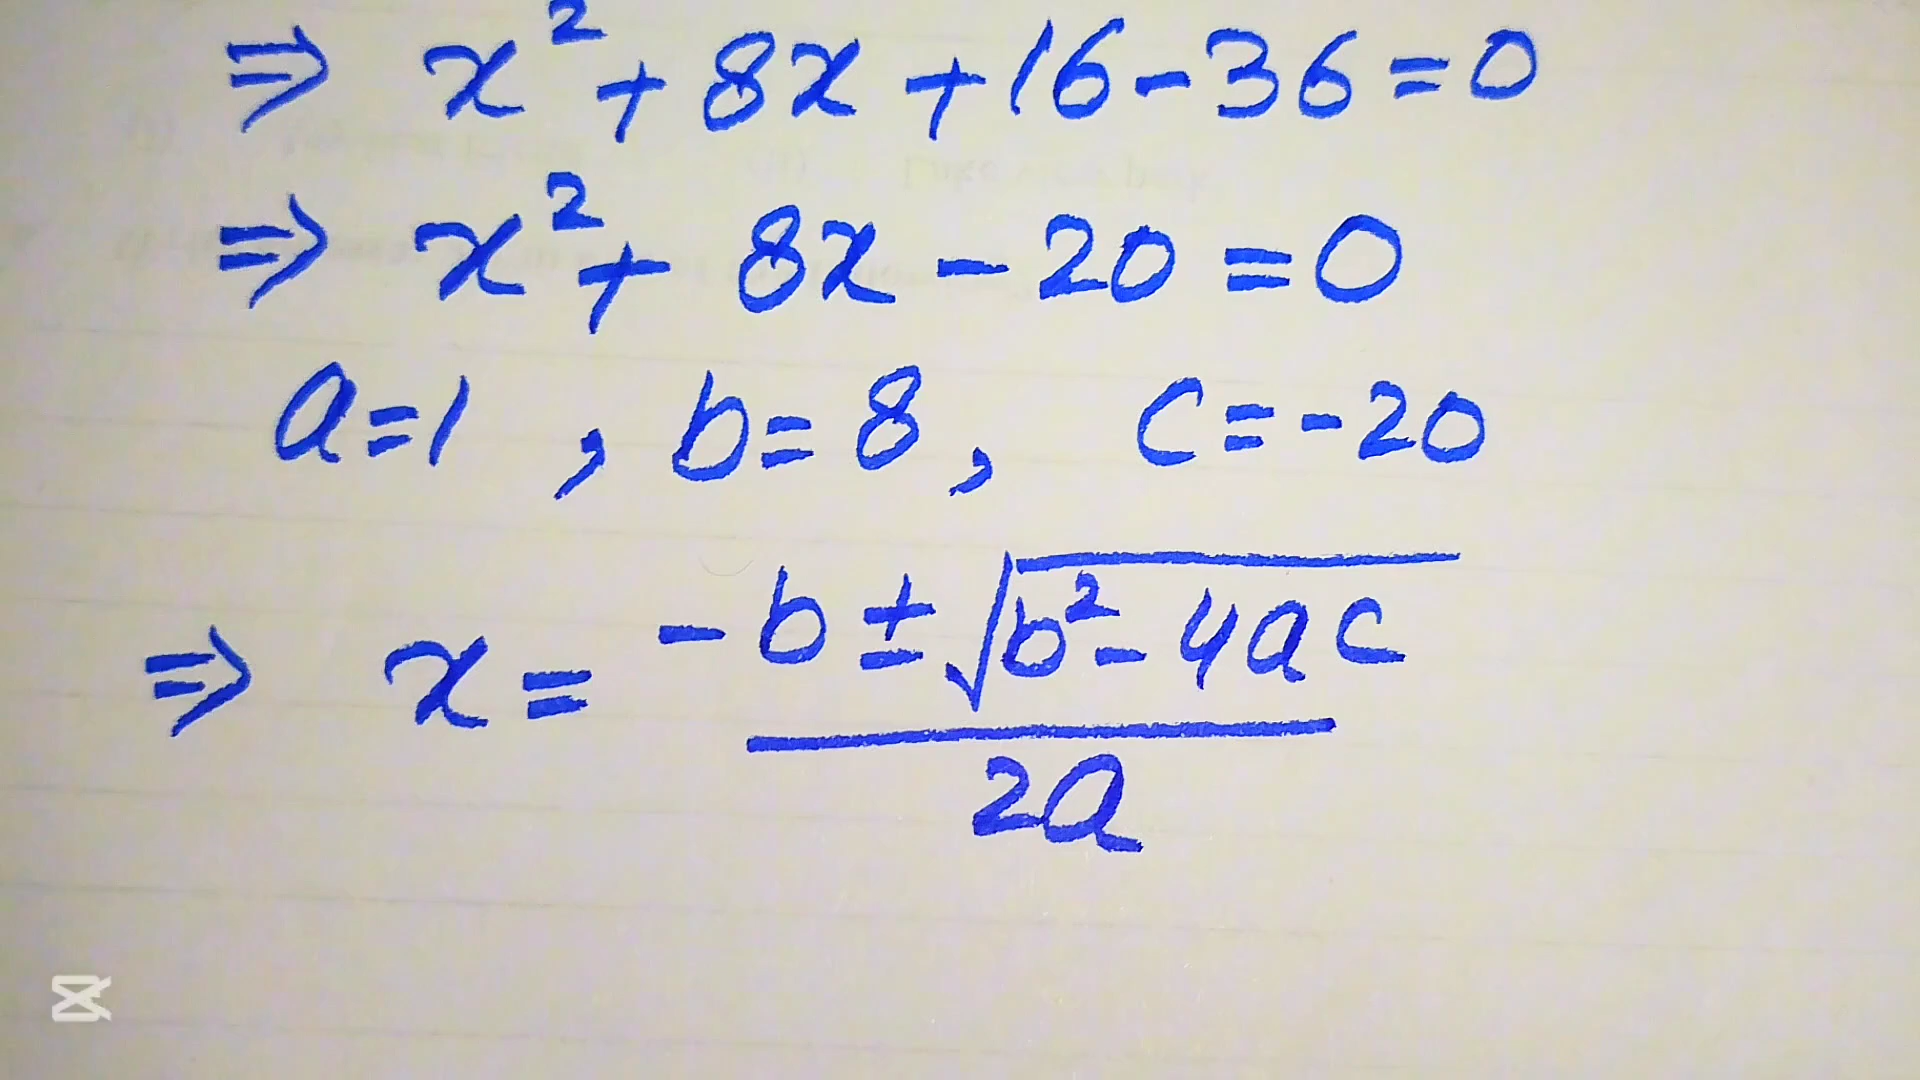 ⇒ x² + 8x + 16 - 36 = 0
⇒ x² + 8x - 20 = 0
a = 1 , b = 8 , c = -20
⇒ x = (-b ± √(b² - 4ac)) / 2a